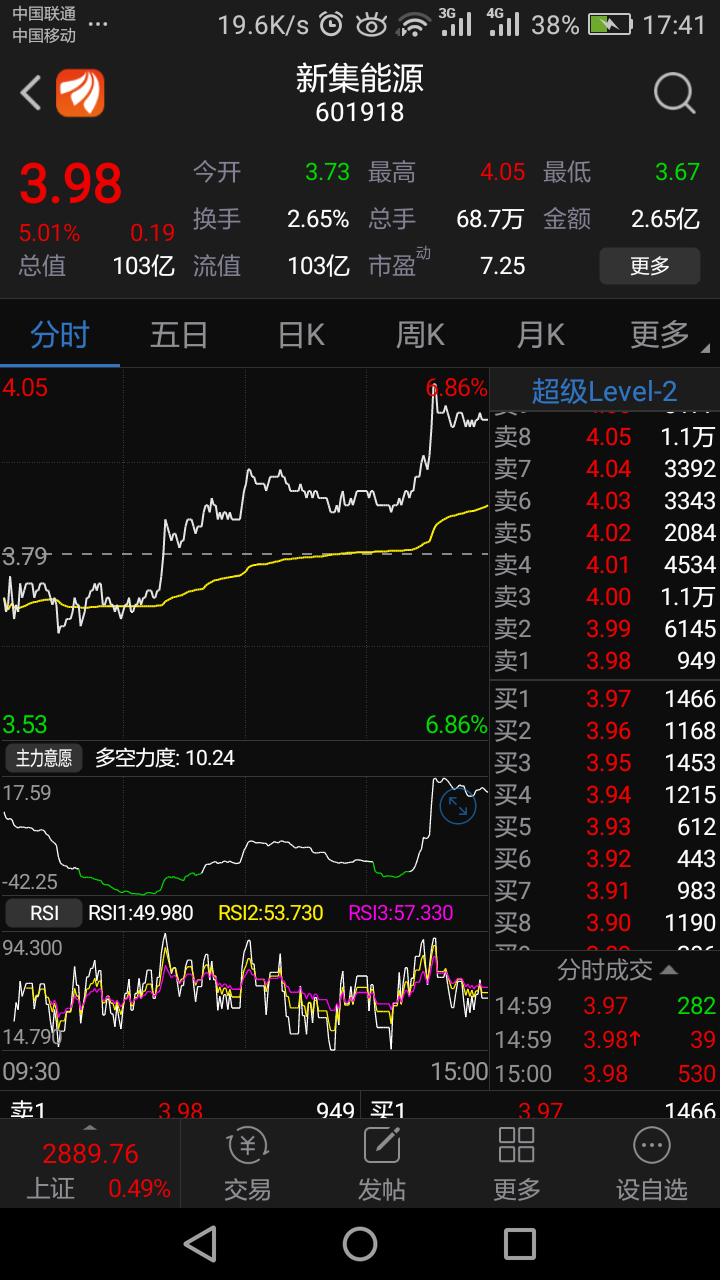 中国联通
中国移动 ··· 19.6K/s 3G 4G 38% 17:41
新集能源
601918
3.98 今开 3.73 最高 4.05 最低 3.67
5.01% 0.19 换手 2.65% 总手 68.7万 金额 2.65亿
总值 103亿 流值 103亿 市盈动 7.25 更多
分时 五日 日K 周K 月K 更多
4.05 6.86%
3.79
3.53 6.86%
主力意愿 多空力度: 10.24
17.59
-42.25
RSI RSI1:49.980 RSI2:53.730 RSI3:57.330
94.300
14.790
09:30 15:00
超级Level-2
卖8 4.05 1.1万
卖7 4.04 3392
卖6 4.03 3343
卖5 4.02 2084
卖4 4.01 4534
卖3 4.00 1.1万
卖2 3.99 6145
卖1 3.98 949
买1 3.97 1466
买2 3.96 1168
买3 3.95 1453
买4 3.94 1215
买5 3.93 612
买6 3.92 443
买7 3.91 983
买8 3.90 1190
分时成交
14:59 3.97 282
14:59 3.98↑ 39
15:00 3.98 530
卖1 3.98 949 买1 3.97 1466
2889.76
上证 0.49% 交易 发帖 更多 设自选